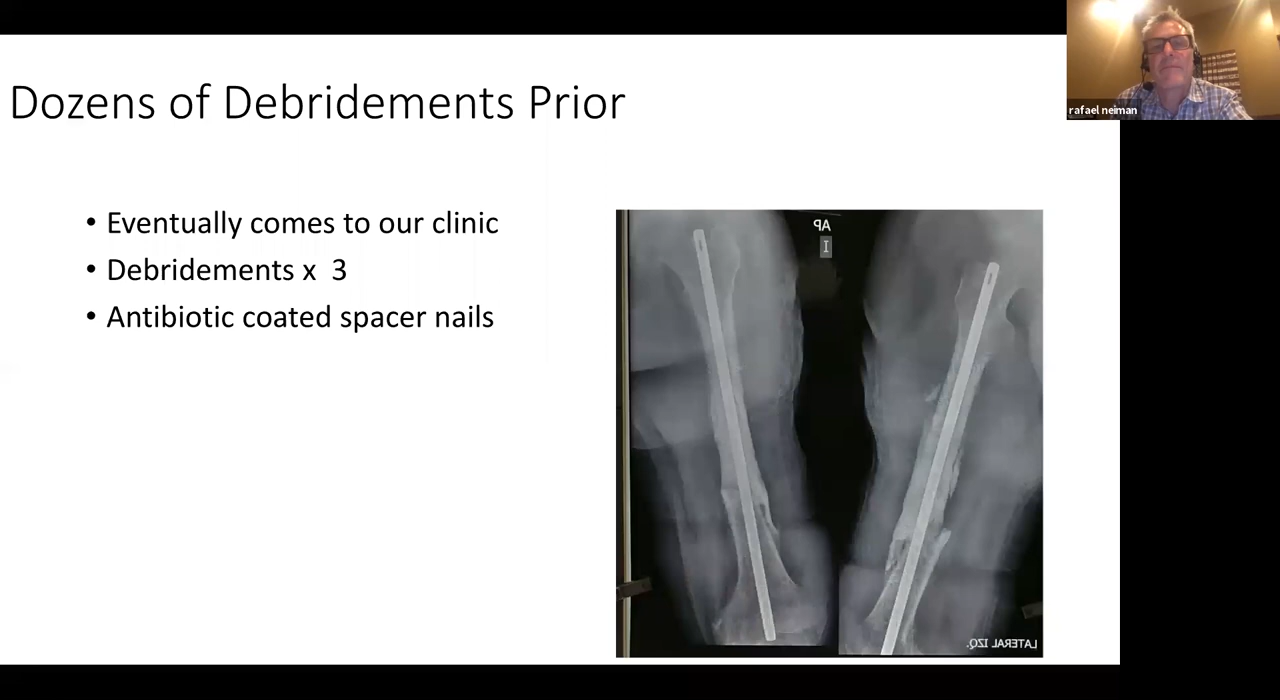 Dozens of Debridements Prior
rafael neiman
• Eventually comes to our clinic
• Debridements x 3
• Antibiotic coated spacer nails
AP
I
LATERAL IZQ.